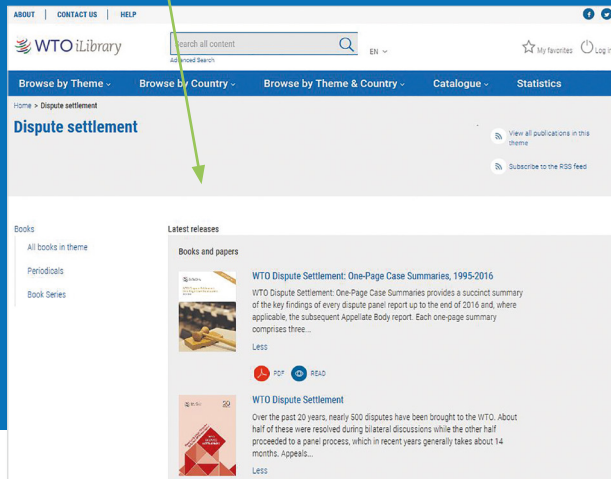 ABOUT | CONTACT US | HELP
WTO iLibrary
Search all content
EN
My favorites
Log in
Advanced Search
Browse by Theme
Browse by Country
Browse by Theme & Country
Catalogue
Statistics
Home > Dispute settlement
Dispute settlement
View all publications in this
theme
Subscribe to the RSS feed
Books
All books in theme
Periodicals
Book Series
Latest releases
Books and papers
WTO Dispute Settlement: One-Page Case Summaries, 1995-2016
WTO Dispute Settlement: One-Page Case Summaries provides a succinct summary
of the key findings of every dispute panel report up to the end of 2016 and, where
applicable, the subsequent Appellate Body report. Each one-page summary
comprises three...
Less
PDF
READ
WTO Dispute Settlement
Over the past 20 years, nearly 500 disputes have been brought to the WTO. About
half of these were resolved during bilateral discussions while the other half
proceeded to a panel process, which in recent years generally takes about 14
months. Appeals...
Less